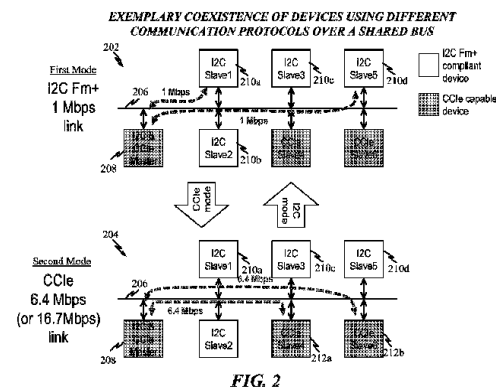 EXEMPLARY COEXISTENCE OF DEVICES USING DIFFERENT
COMMUNICATION PROTOCOLS OVER A SHARED BUS
202
First Mode
I2C Fm+
1 Mbps
link
206
208
I2C
Slave1
210a
I2C
Slave3
210c
I2C
Slave5
210d
I2C Fm+
compliant
device
CCIe capable
device
1 Mbps
1 Mbps
I2C
Slave2
210b
CCIe
mode
I2C
mode
204
Second Mode
CCIe
6.4 Mbps
(or 16.7Mbps)
link
206
208
I2C
Slave1
210a
I2C
Slave3
210c
I2C
Slave5
210d
6.4 Mbps
6.4 Mbps
I2C
Slave2
212a
212b
FIG. 2